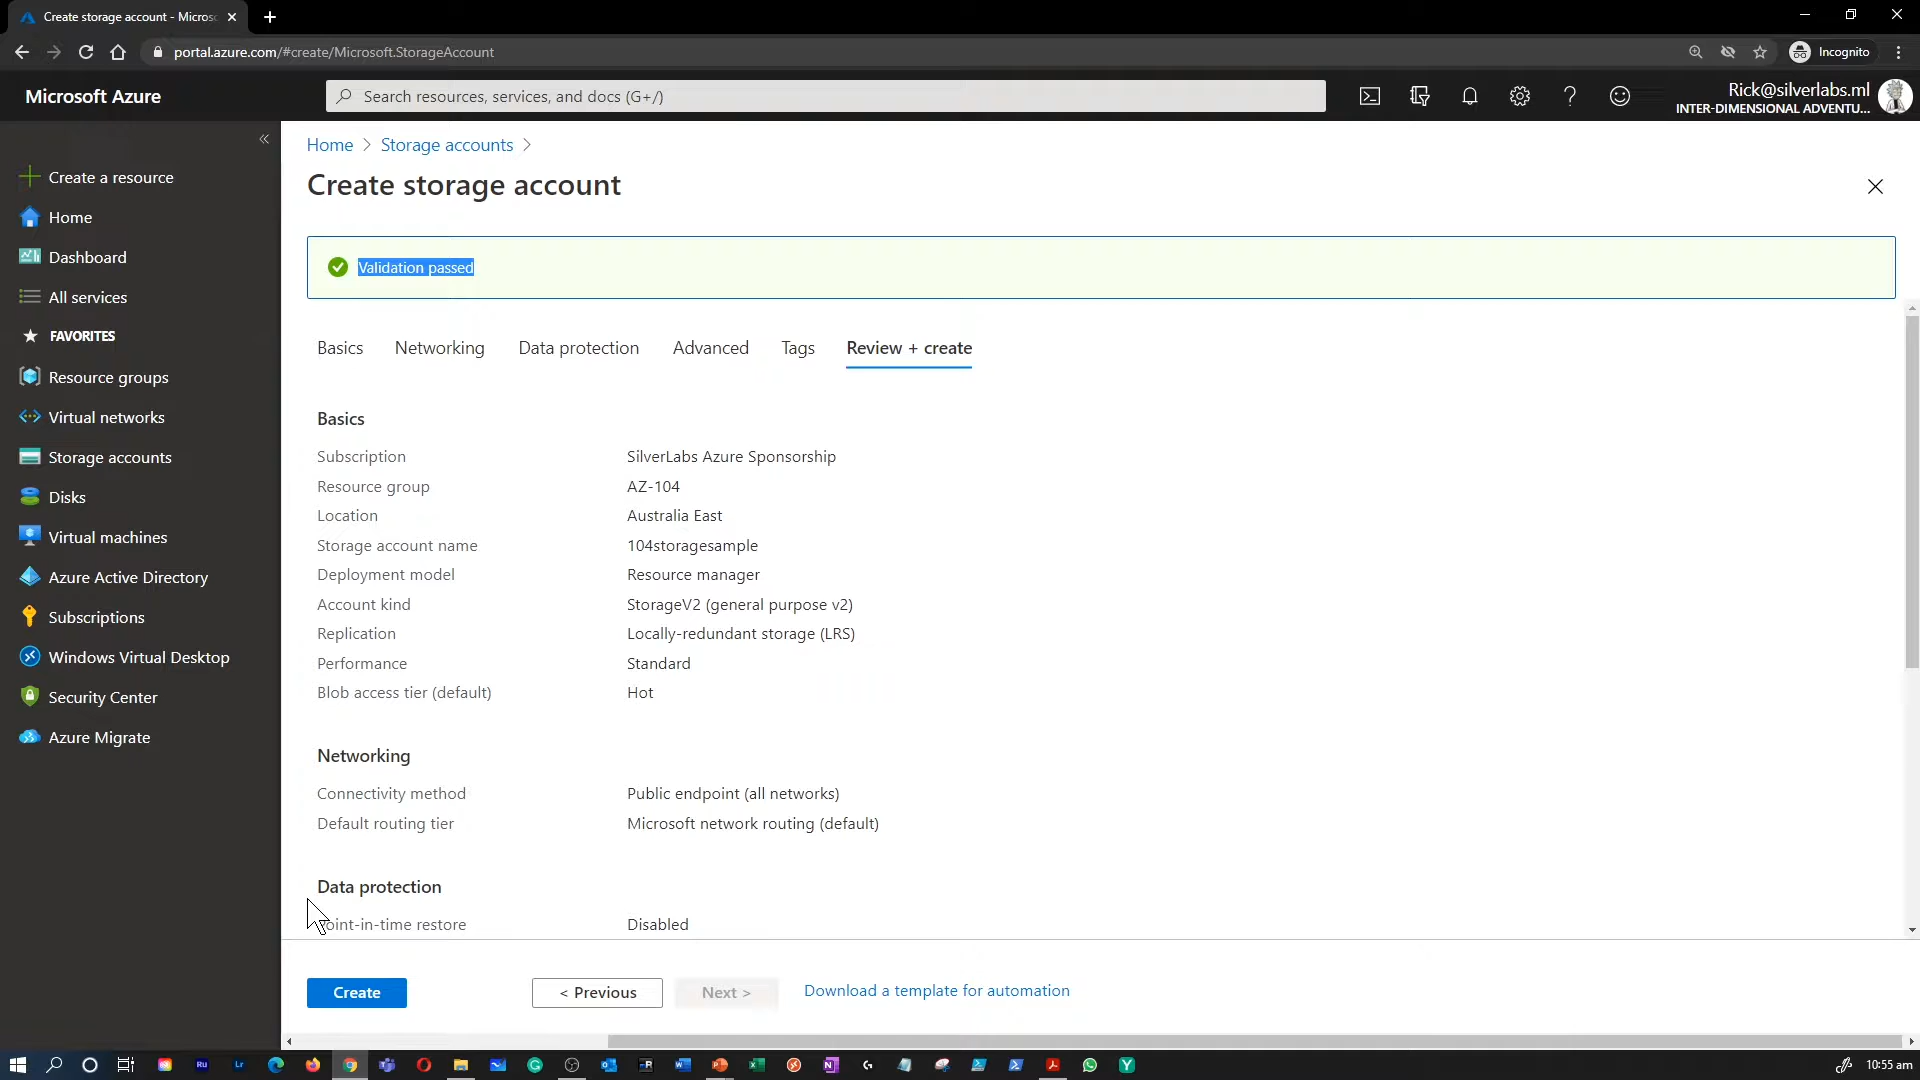 Create storage account - Micros
portal.azure.com/#create/Microsoft.StorageAccount
Incognito
Microsoft Azure
Search resources, services, and docs (G+/)
Rick@silverlabs.ml
INTER-DIMENSIONAL ADVENTU...
Create a resource
Home
Dashboard
All services
FAVORITES
Resource groups
Virtual networks
Storage accounts
Disks
Virtual machines
Azure Active Directory
Subscriptions
Windows Virtual Desktop
Security Center
Azure Migrate
Home > Storage accounts >
Create storage account
Validation passed
Basics Networking Data protection Advanced Tags Review + create
Basics
Subscription SilverLabs Azure Sponsorship
Resource group AZ-104
Location Australia East
Storage account name 104storagesample
Deployment model Resource manager
Account kind StorageV2 (general purpose v2)
Replication Locally-redundant storage (LRS)
Performance Standard
Blob access tier (default) Hot
Networking
Connectivity method Public endpoint (all networks)
Default routing tier Microsoft network routing (default)
Data protection
Point-in-time restore Disabled
Create < Previous Next > Download a template for automation
10:55 am